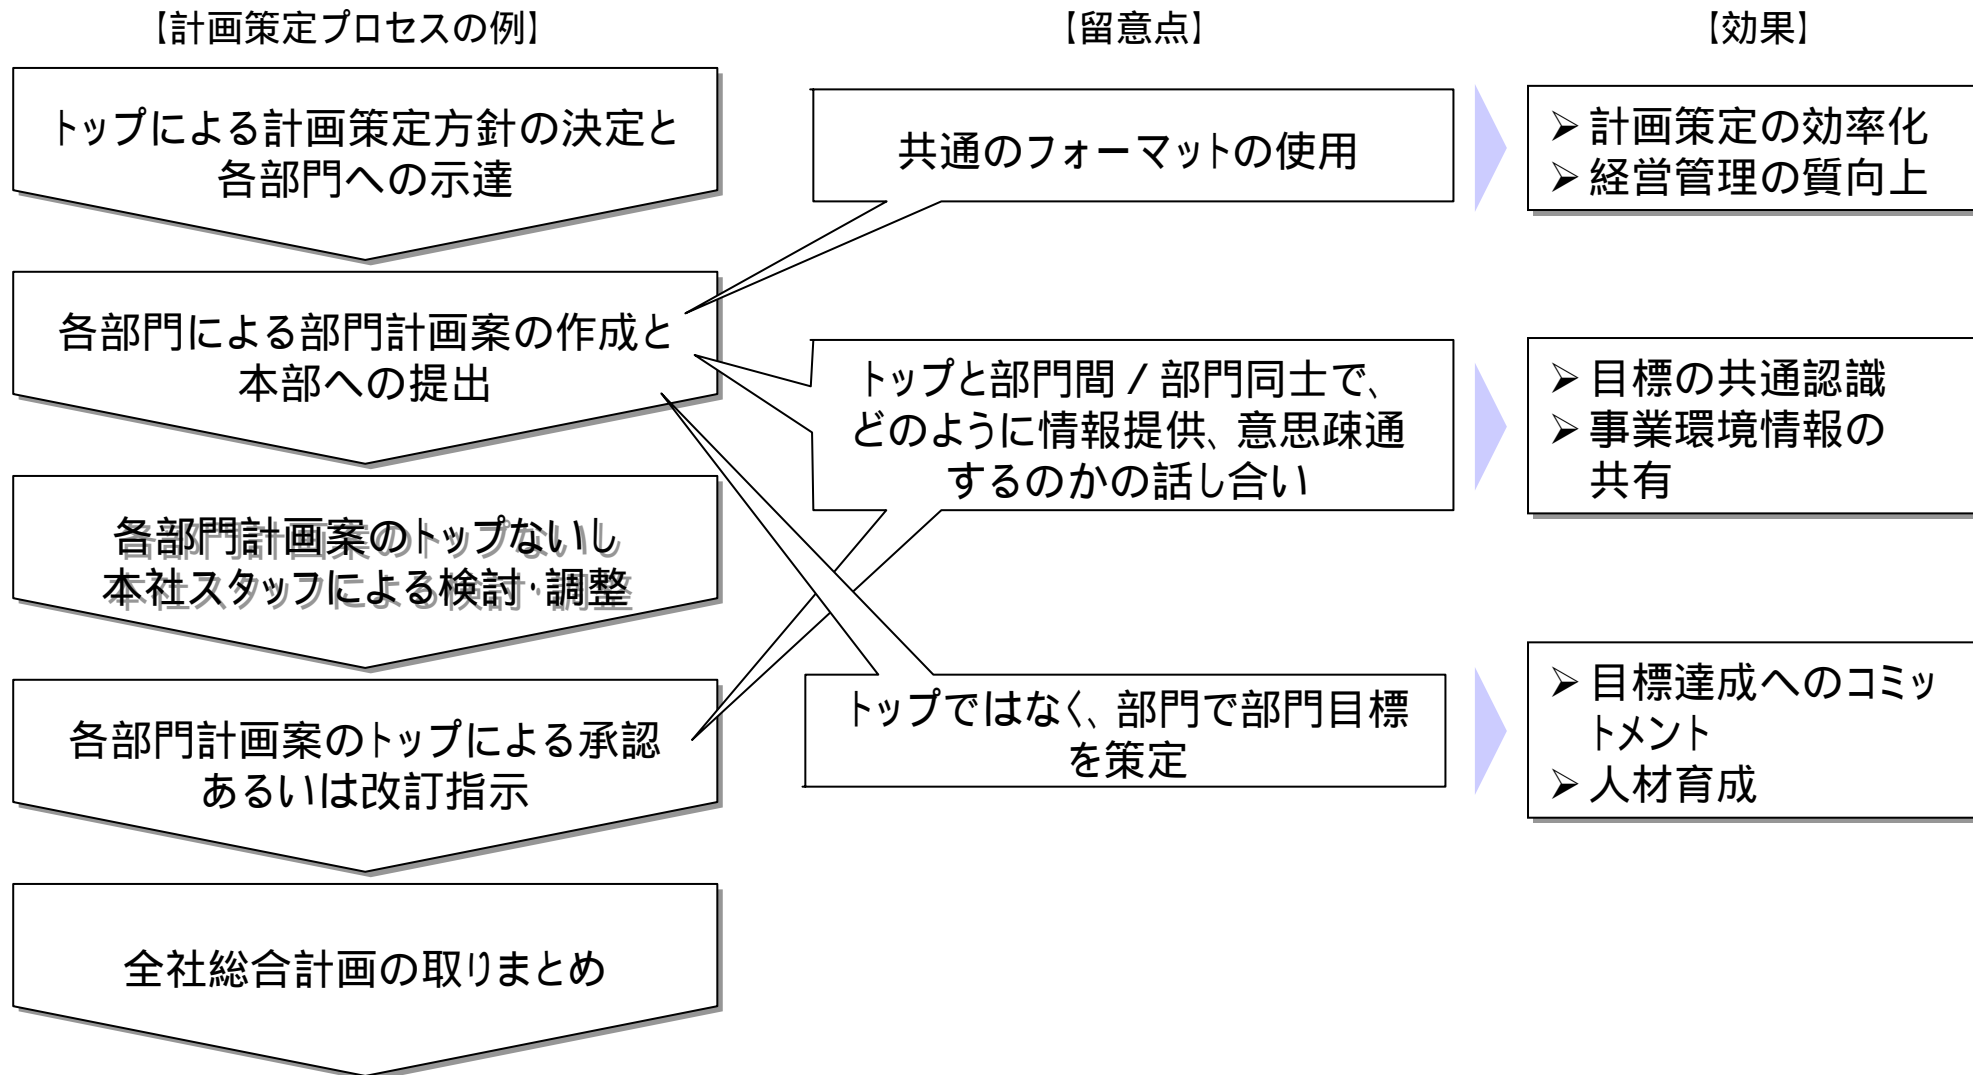 【計画策定プロセスの例】
【留意点】
【効果】
トップによる計画策定方針の決定と
各部門への示達
各部門による部門計画案の作成と
本部への提出
各部門計画案のトップないし
本社スタッフによる検討・調整
各部門計画案のトップによる承認
あるいは改訂指示
全社総合計画の取りまとめ
共通のフォーマットの使用
トップと部門間/部門同士で、
どのように情報提供、意思疎通
するのかの話し合い
トップではなく、部門で部門目標
を策定
➢ 計画策定の効率化
➢ 経営管理の質向上
➢ 目標の共通認識
➢ 事業環境情報の
共有
➢ 目標達成へのコミッ
トメント
➢ 人材育成